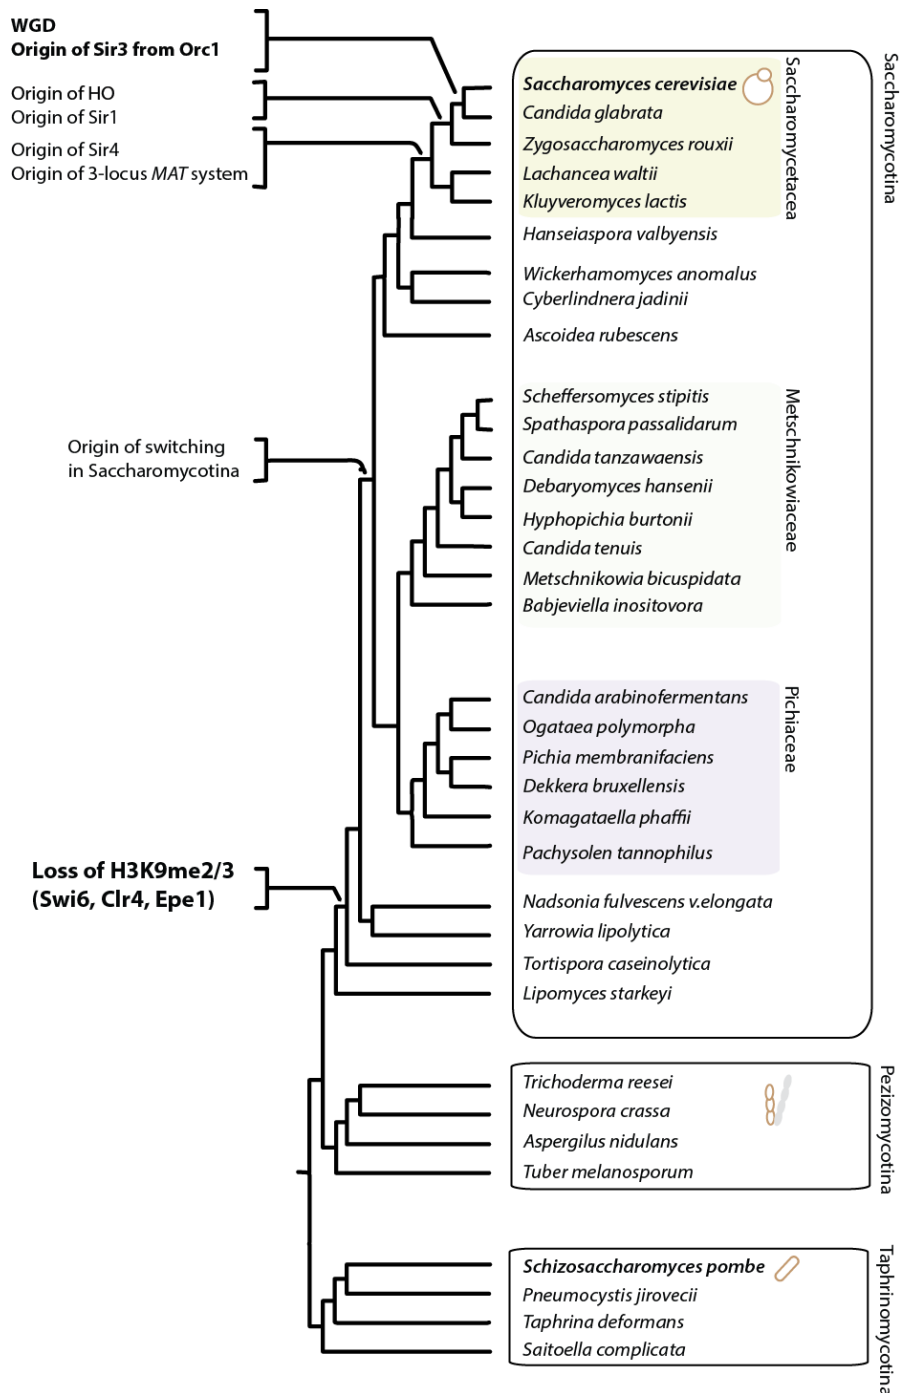 WGD
Origin of Sir3 from Orc1
Origin of HO
Origin of Sir1
Origin of Sir4
Origin of 3-locus MAT system
Origin of switching
in Saccharomycotina
Loss of H3K9me2/3
(Swi6, Clr4, Epe1)
Saccharomyces cerevisiae
Candida glabrata
Zygosaccharomyces rouxii
Lachancea waltii
Kluyveromyces lactis
Saccharomycetacea
Saccharomycotina
Hanseiaspora valbyensis
Wickerhamomyces anomalus
Cyberlindnera jadinii
Ascoidea rubescens
Scheffersomyces stipitis
Spathaspora passalidarum
Candida tanzawaensis
Debaryomyces hansenii
Hyphopichia burtonii
Candida tenuis
Metschnikowia bicuspidata
Babjeviella inositovora
Metschnikowiaceae
Candida arabinofermentans
Ogataea polymorpha
Pichia membranifaciens
Dekkera bruxellensis
Komagataella phaffii
Pachysolen tannophilus
Pichiaceae
Nadsonia fulvescens v.elongata
Yarrowia lipolytica
Tortispora caseinolytica
Lipomyces starkeyi
Trichoderma reesei
Neurospora crassa
Aspergilus nidulans
Tuber melanosporum
Pezizomycotina
Schizosaccharomyces pombe
Pneumocystis jirovecii
Taphrina deformans
Saitoella complicata
Taphrinomycotina